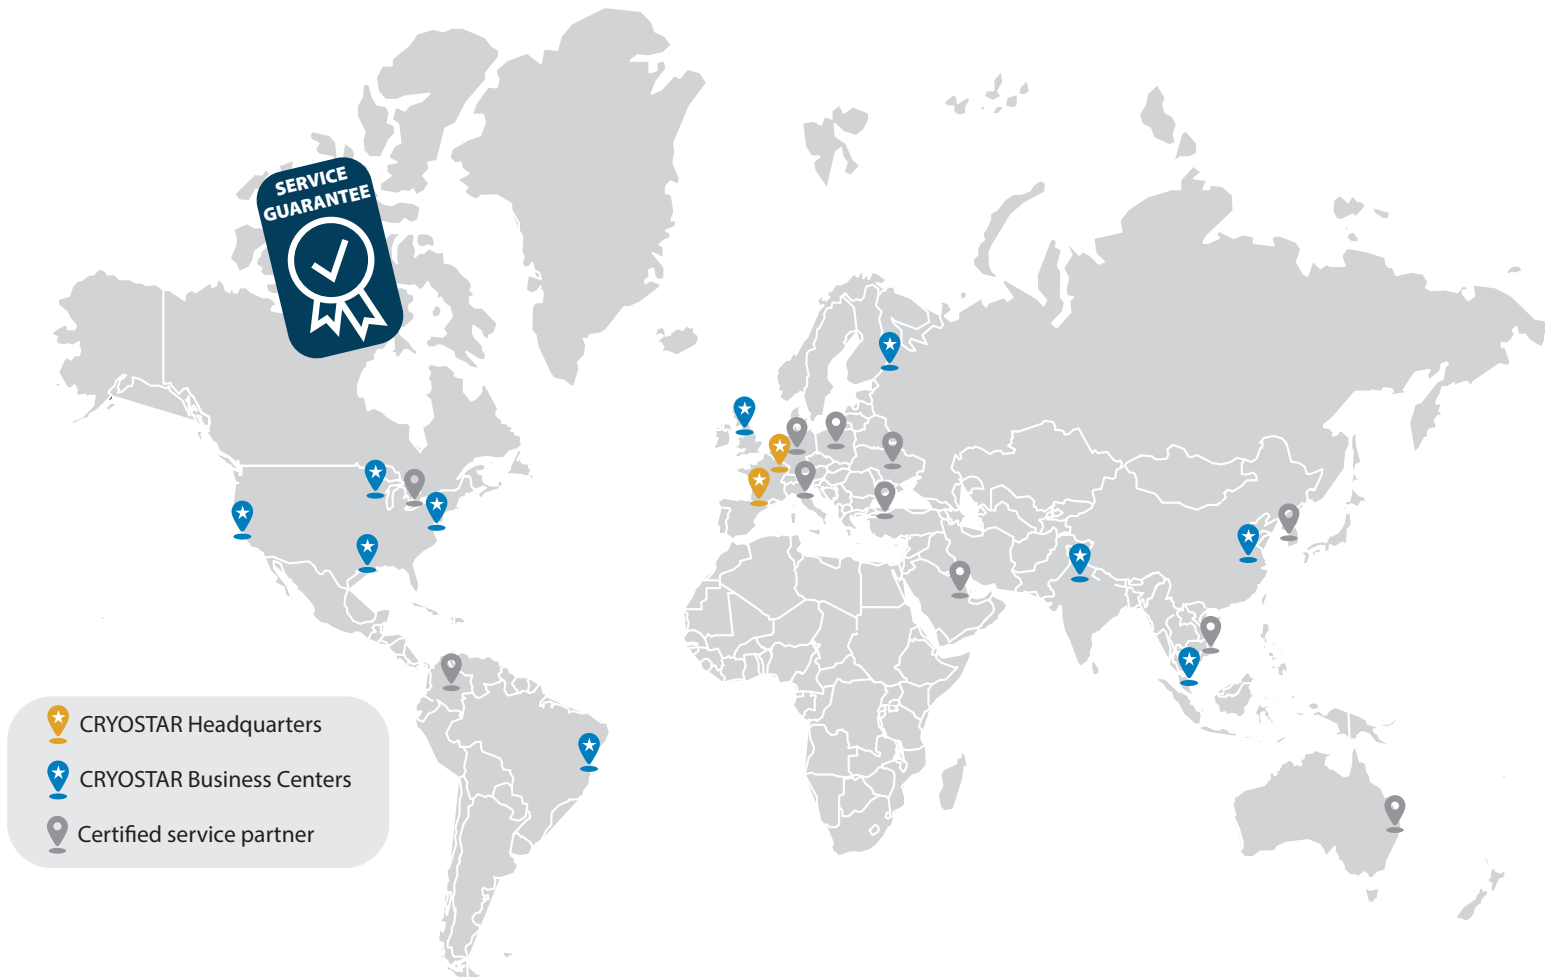 SERVICE
GUARANTEE
CRYOSTAR Headquarters
CRYOSTAR Business Centers
Certified service partner